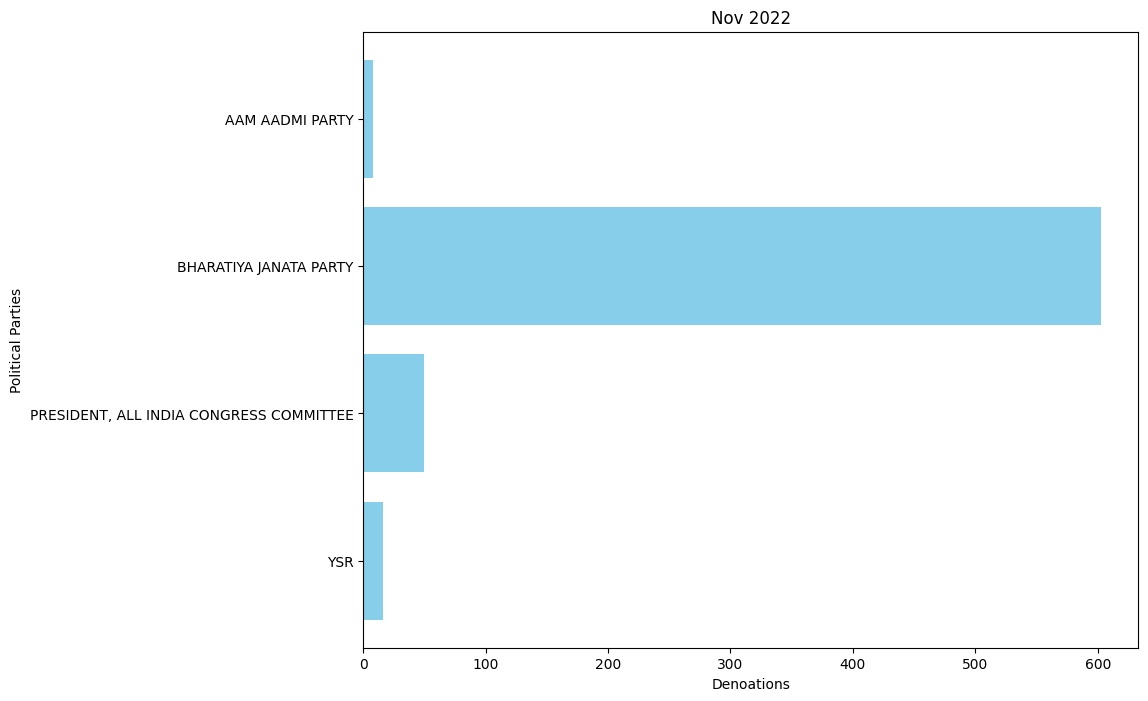 Nov 2022
Political Parties
AAM AADMI PARTY
BHARATIYA JANATA PARTY
PRESIDENT, ALL INDIA CONGRESS COMMITTEE
YSR
0 100 200 300 400 500 600
Denoations